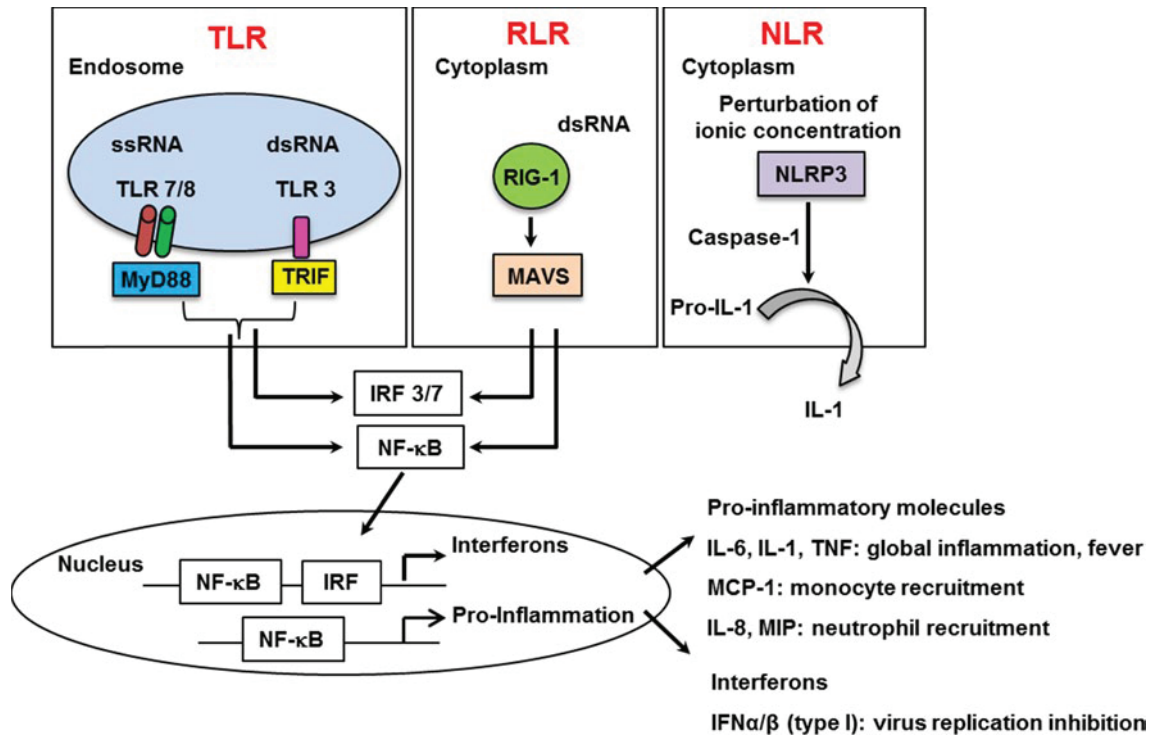 TLR
Endosome
ssRNA
dsRNA
TLR 7/8
TLR 3
MyD88
TRIF
RLR
Cytoplasm
dsRNA
RIG-1
MAVS
NLR
Cytoplasm
Perturbation of
ionic concentration
NLRP3
Caspase-1
Pro-IL-1
IL-1
IRF 3/7
NF-κB
Nucleus
NF-κB
IRF
Interferons
NF-κB
Pro-Inflammation
Pro-inflammatory molecules
IL-6, IL-1, TNF: global inflammation, fever
MCP-1: monocyte recruitment
IL-8, MIP: neutrophil recruitment
Interferons
IFNα/β (type I): virus replication inhibition